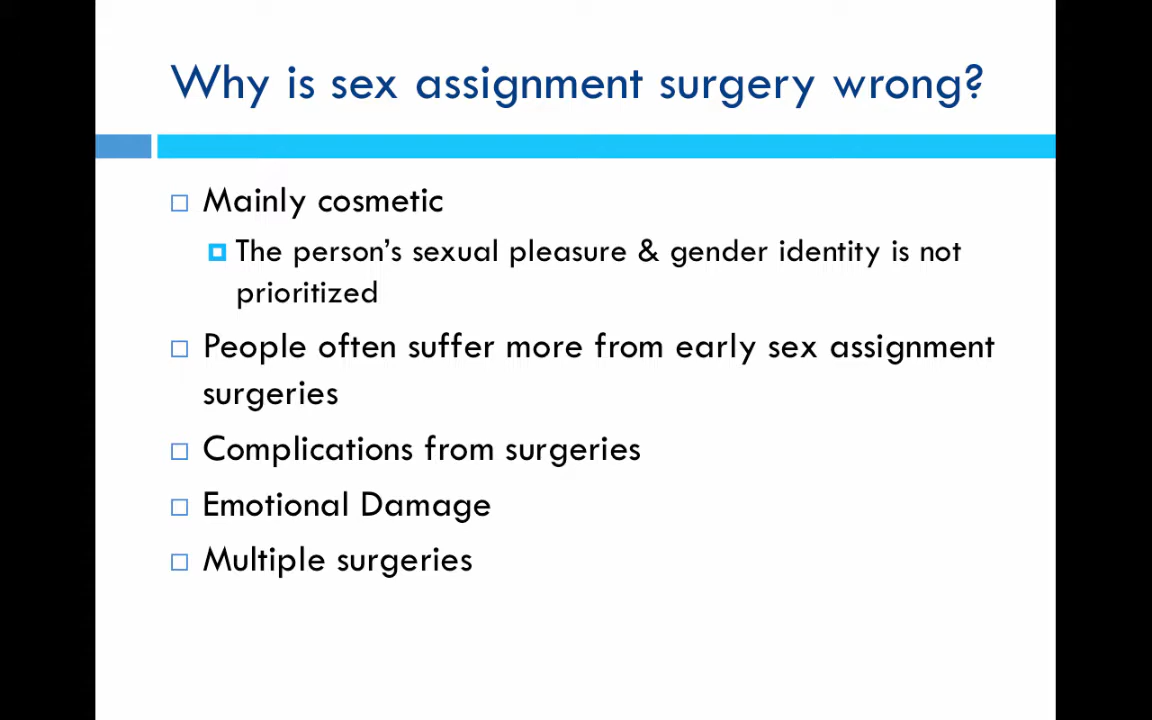 Why is sex assignment surgery wrong?
Mainly cosmetic
The person's sexual pleasure & gender identity is not
prioritized
People often suffer more from early sex assignment
surgeries
Complications from surgeries
Emotional Damage
Multiple surgeries